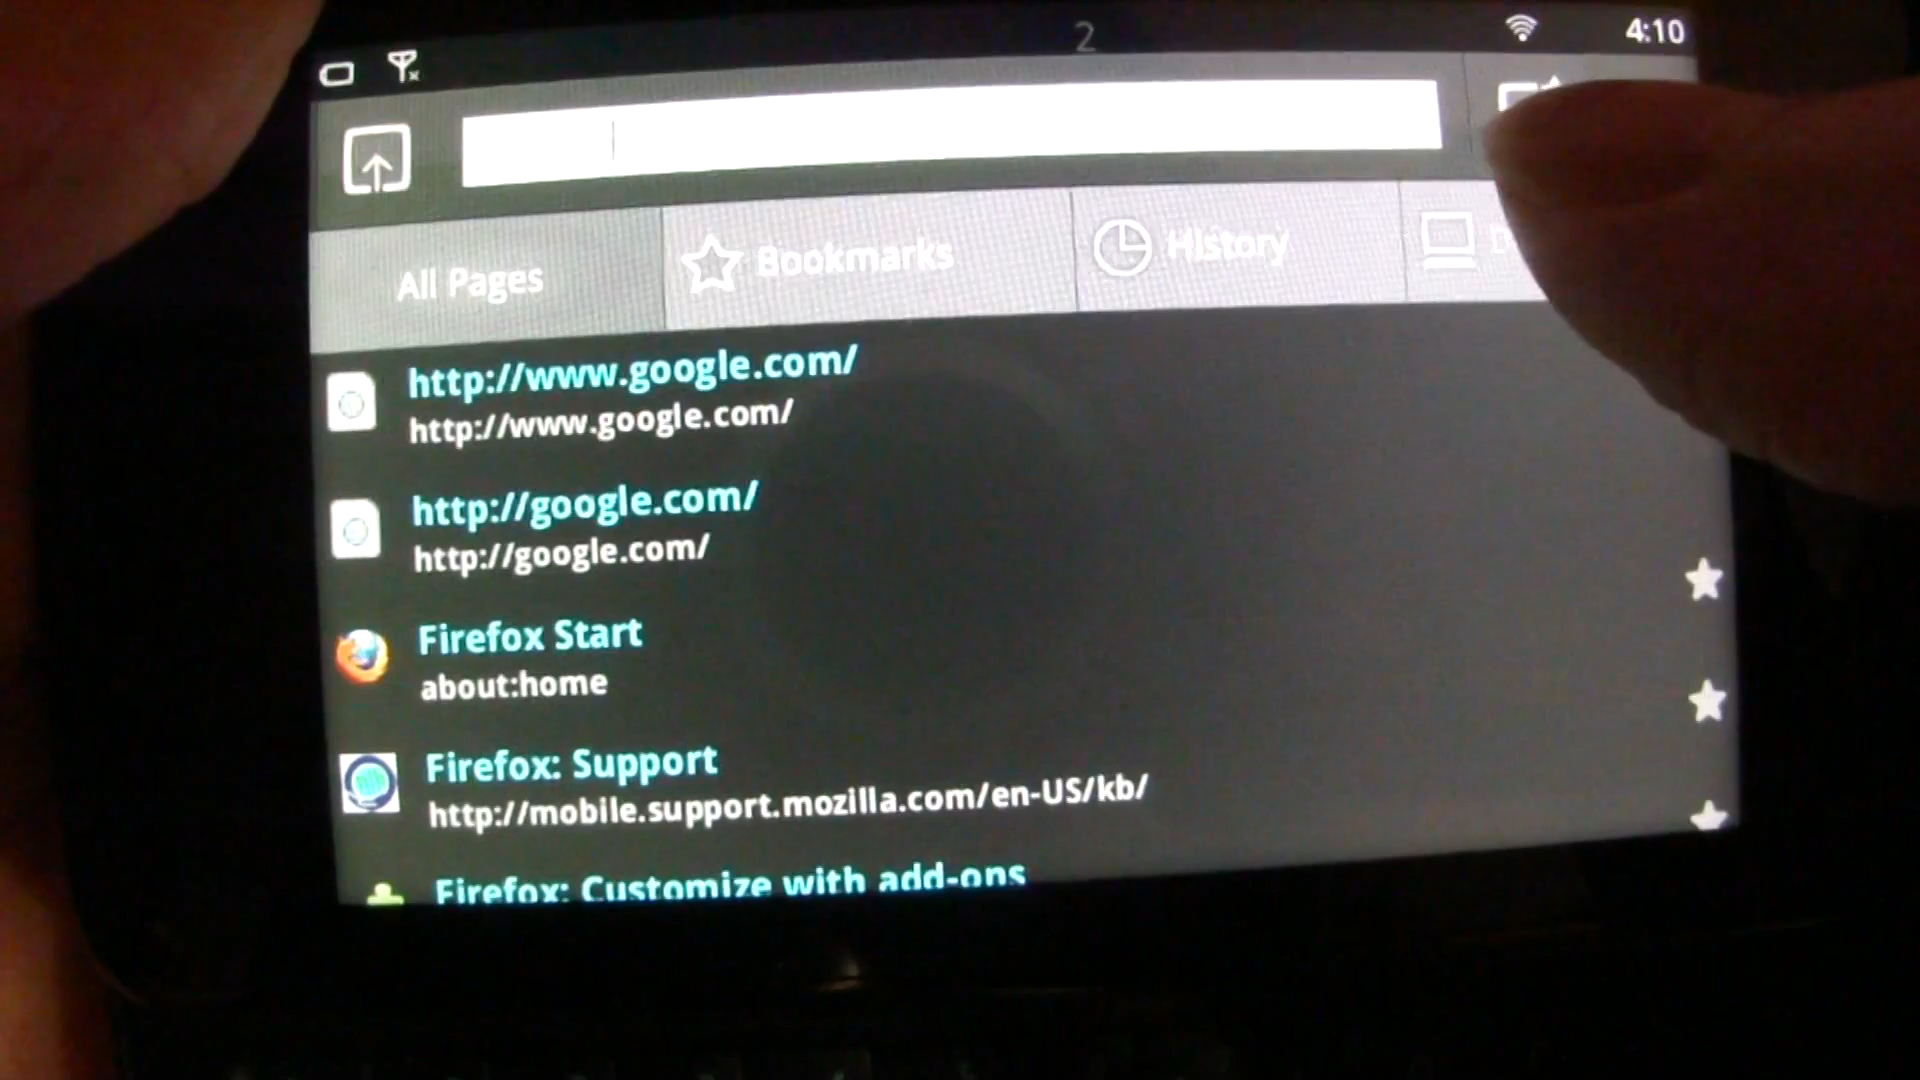 2
4:10
All Pages
Bookmarks
History
http://www.google.com/
http://www.google.com/
http://google.com/
http://google.com/
Firefox Start
about:home
Firefox: Support
http://mobile.support.mozilla.com/en-US/kb/
Firefox: Customize with add-ons